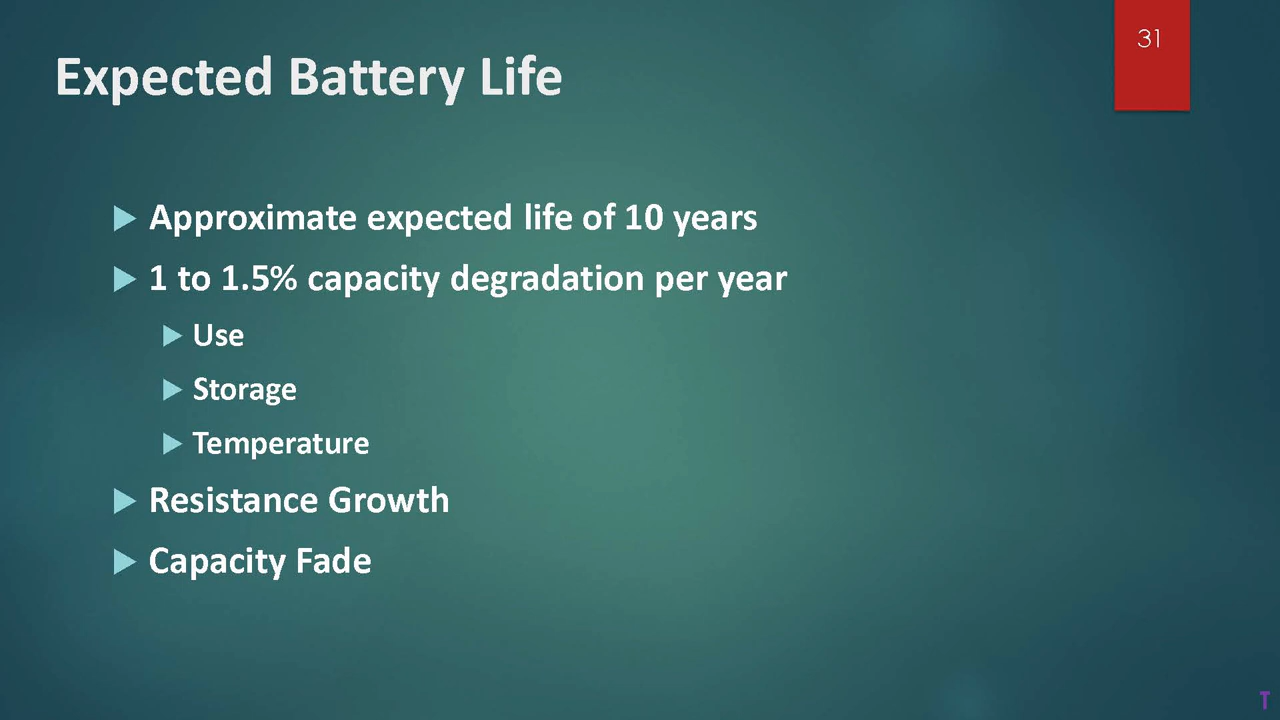 31
Expected Battery Life
Approximate expected life of 10 years
1 to 1.5% capacity degradation per year
Use
Storage
Temperature
Resistance Growth
Capacity Fade
T